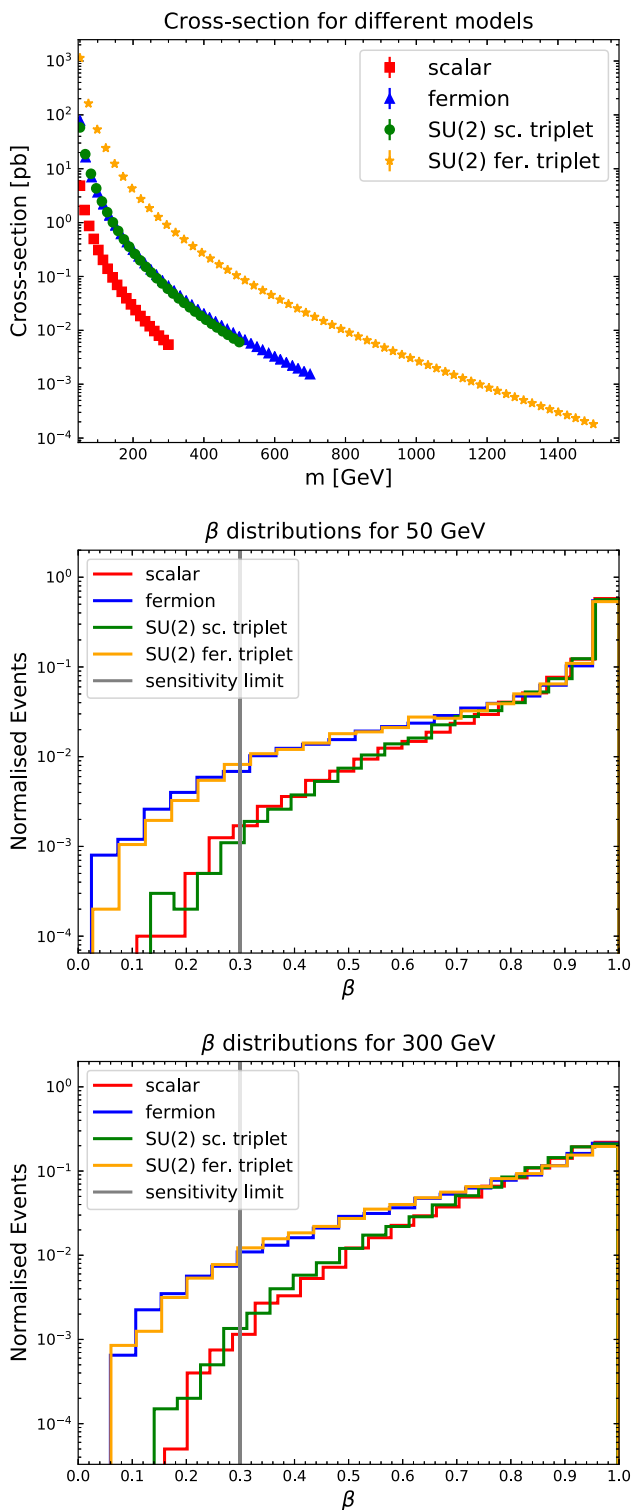 Cross-section for different models
Cross-section [pb]
10³
10²
10¹
10⁰
10⁻¹
10⁻²
10⁻³
10⁻⁴
scalar
fermion
SU(2) sc. triplet
SU(2) fer. triplet
200 400 600 800 1000 1200 1400
m [GeV]
β distributions for 50 GeV
Normalised Events
10⁰
10⁻¹
10⁻²
10⁻³
10⁻⁴
scalar
fermion
SU(2) sc. triplet
SU(2) fer. triplet
sensitivity limit
0.0 0.1 0.2 0.3 0.4 0.5 0.6 0.7 0.8 0.9 1.0
β
β distributions for 300 GeV
Normalised Events
10⁰
10⁻¹
10⁻²
10⁻³
10⁻⁴
scalar
fermion
SU(2) sc. triplet
SU(2) fer. triplet
sensitivity limit
0.0 0.1 0.2 0.3 0.4 0.5 0.6 0.7 0.8 0.9 1.0
β